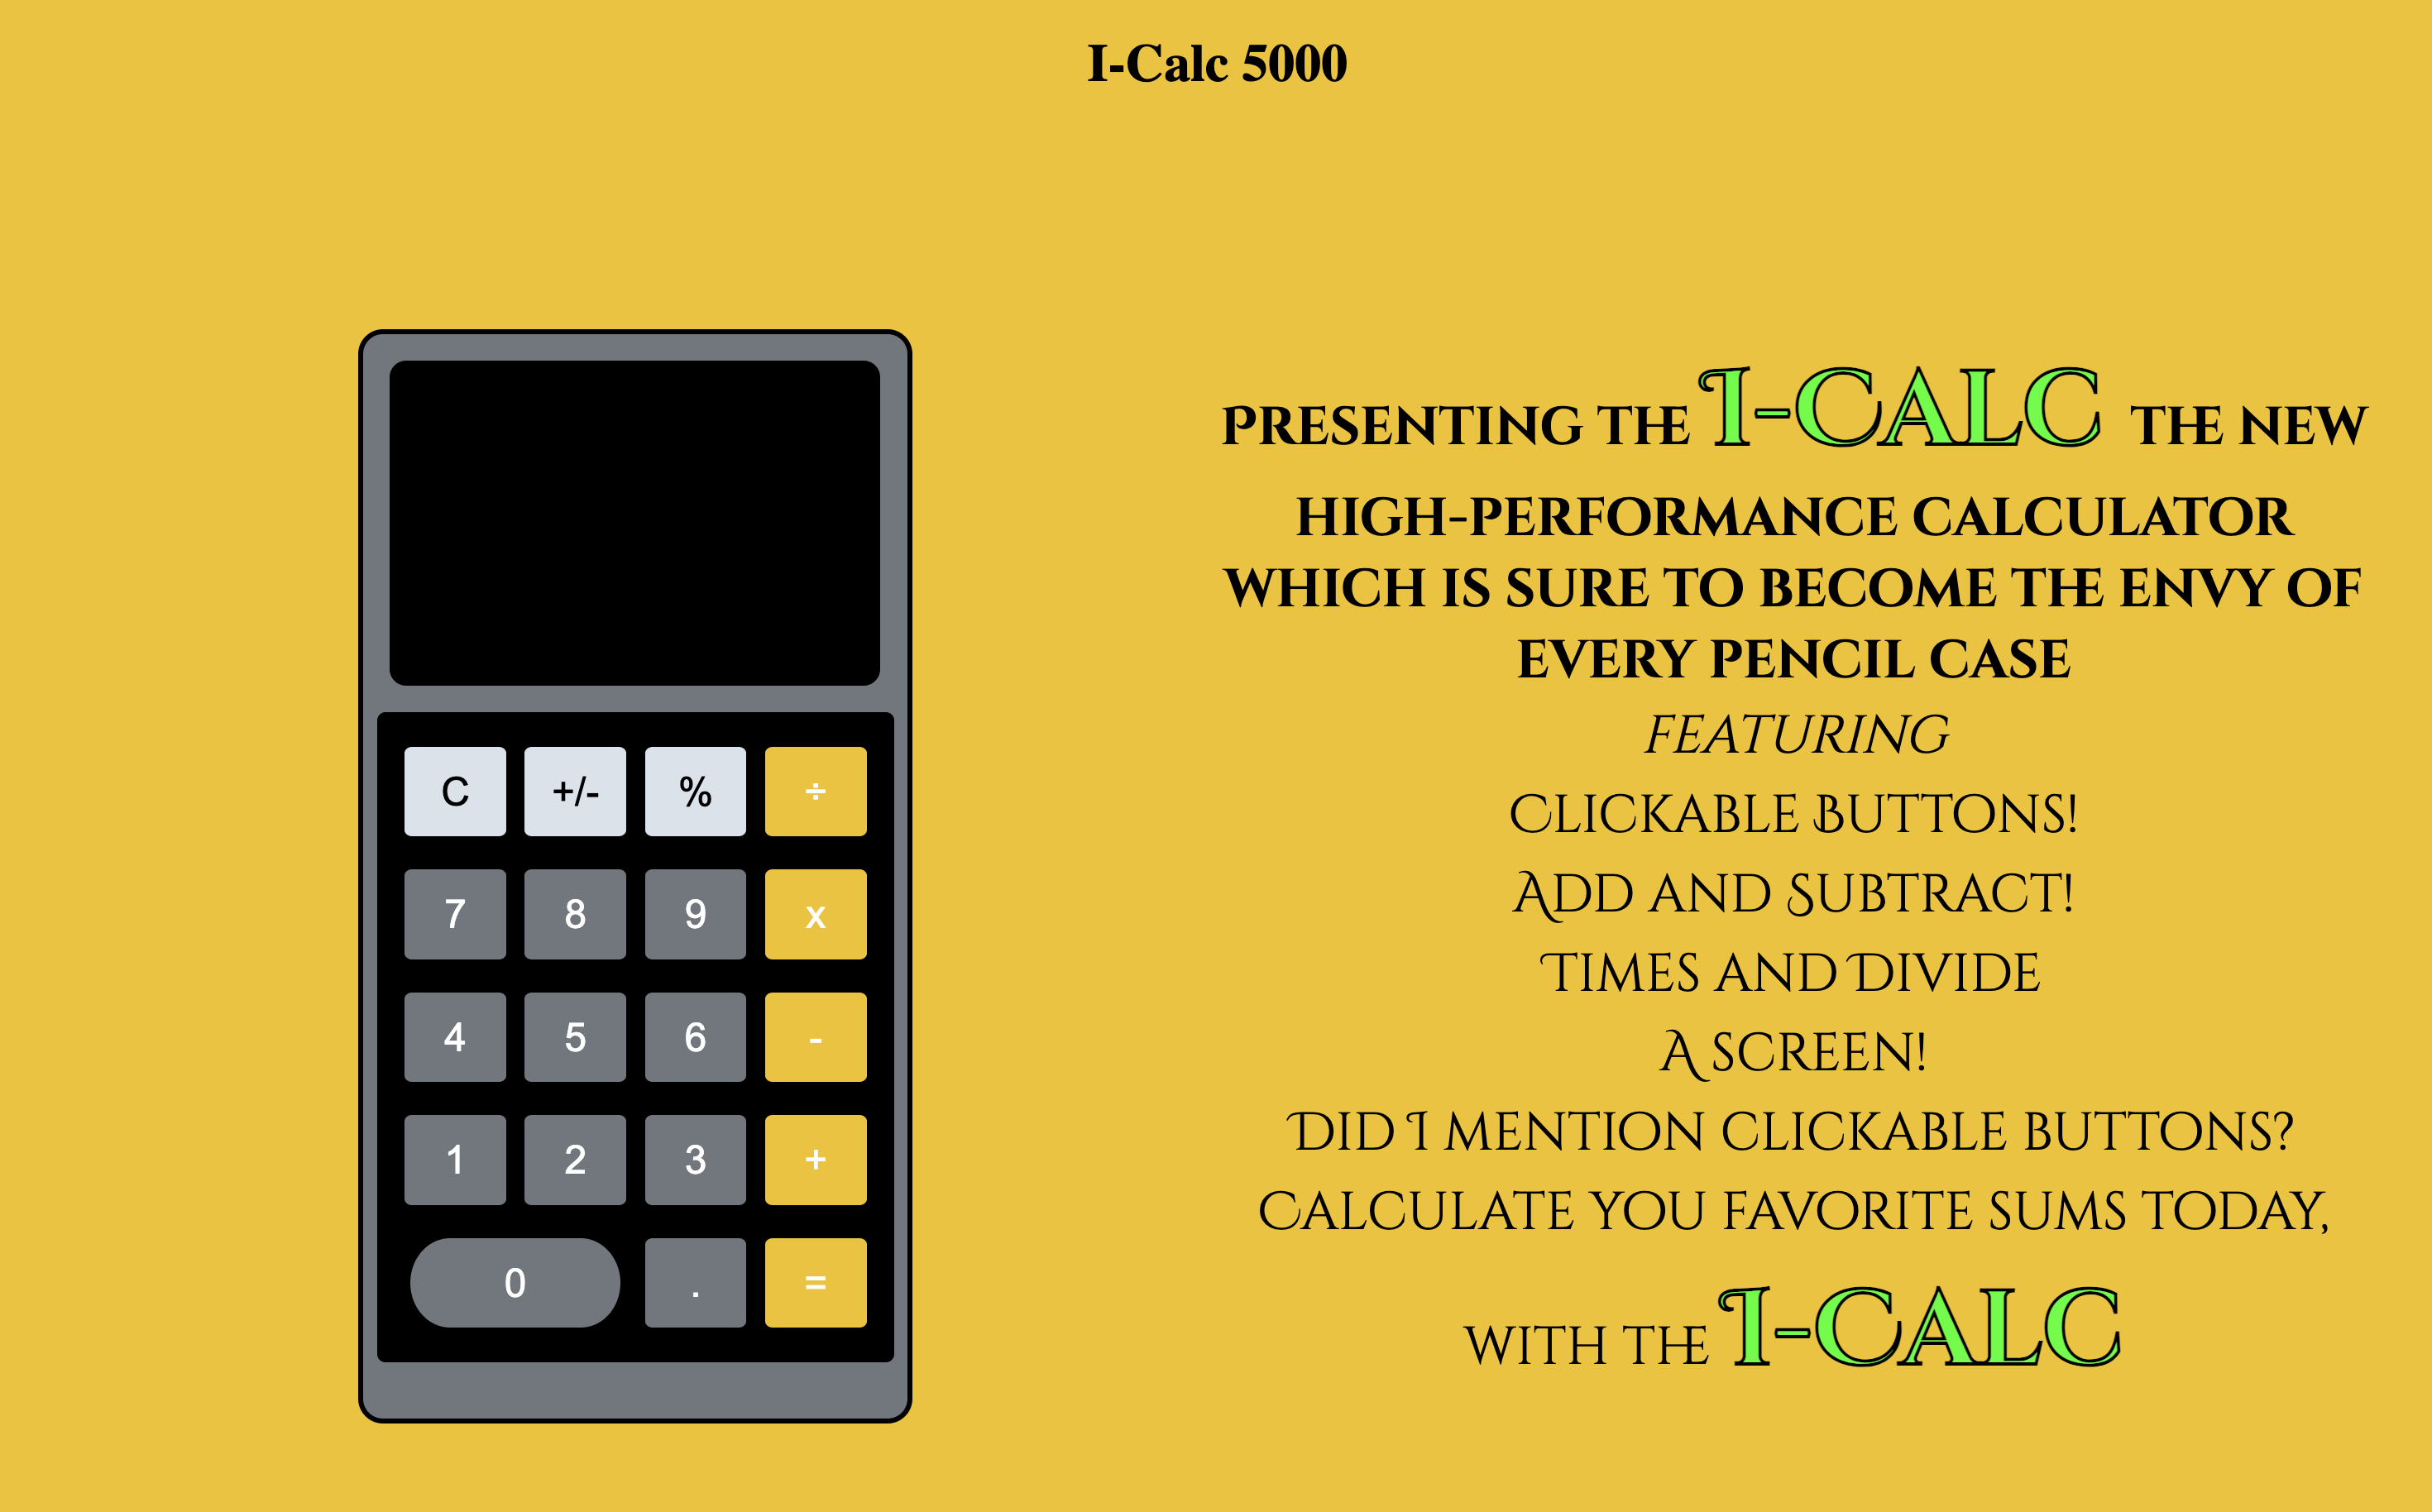 I-Calc 5000
C +/- % ÷
7 8 9 x
4 5 6 -
1 2 3 +
0 . =
Presenting the I-Calc the new
high-performance calculator
which is sure to become the envy of
every pencil case
featuring
Clickable Buttons!
Add and Subtract!
Times and Divide
A screen!
Did I mention clickable buttons?
Calculate you favorite sums today,
with the I-Calc